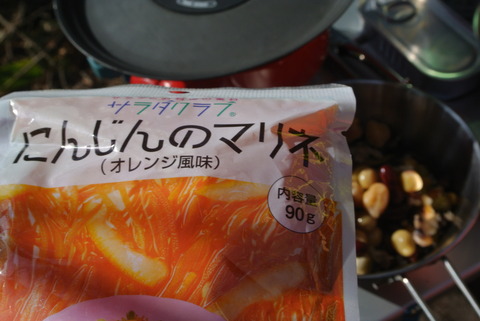 サラダクラブ®
にんじんのマリネ
(オレンジ風味)
内容量
90g